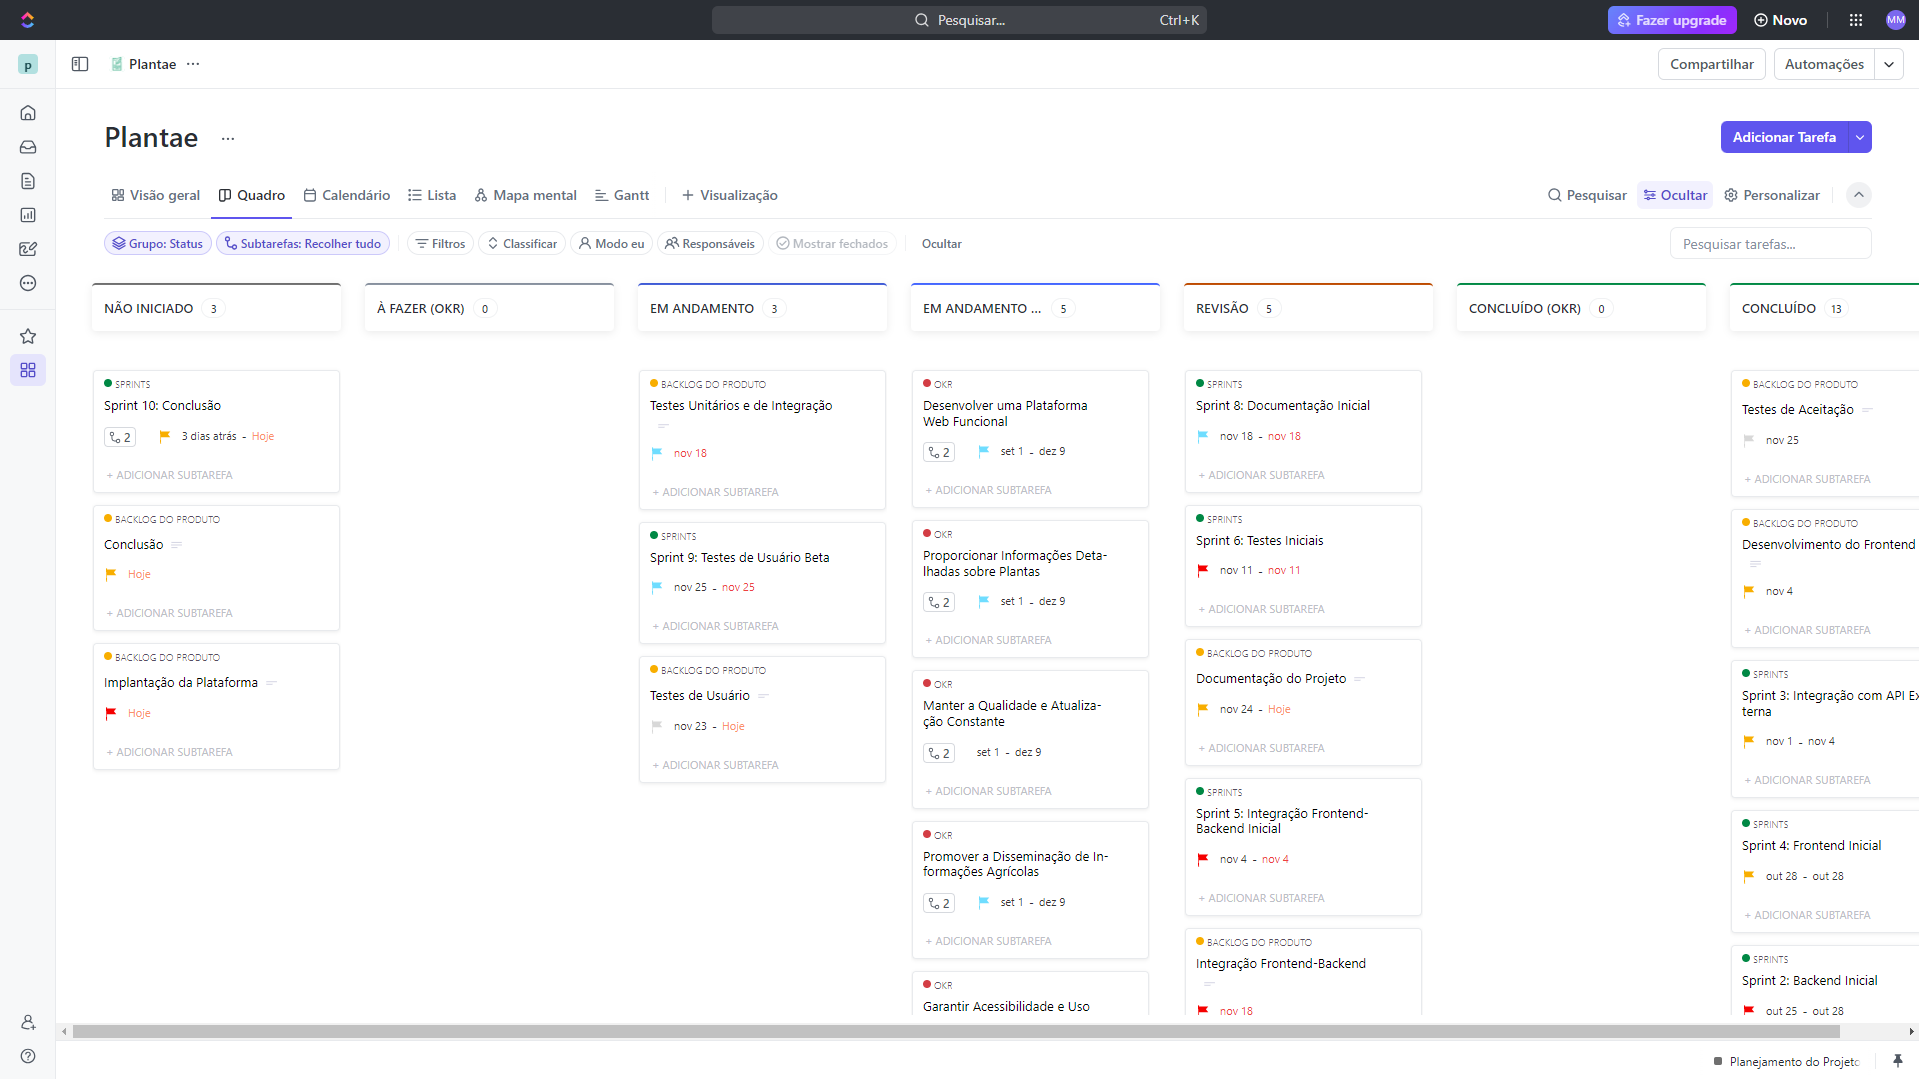 Pesquisar... Ctrl+K
Fazer upgrade
Novo
MM
p
Plantae ...
Compartilhar
Automações
Plantae ...
Adicionar Tarefa
Visão geral
Quadro
Calendário
Lista
Mapa mental
Gantt
+ Visualização
Pesquisar
Ocultar
Personalizar
Grupo: Status
Subtarefas: Recolher tudo
Filtros
Classificar
Modo eu
Responsáveis
Mostrar fechados
Ocultar
Pesquisar tarefas...
NÃO INICIADO 3
SPRINTS
Sprint 10: Conclusão
2 3 dias atrás - Hoje
+ ADICIONAR SUBTAREFA
BACKLOG DO PRODUTO
Conclusão
Hoje
+ ADICIONAR SUBTAREFA
BACKLOG DO PRODUTO
Implantação da Plataforma
Hoje
+ ADICIONAR SUBTAREFA
À FAZER (OKR) 0
EM ANDAMENTO 3
BACKLOG DO PRODUTO
Testes Unitários e de Integração
nov 18
+ ADICIONAR SUBTAREFA
SPRINTS
Sprint 9: Testes de Usuário Beta
nov 25 - nov 25
+ ADICIONAR SUBTAREFA
BACKLOG DO PRODUTO
Testes de Usuário
nov 23 - Hoje
+ ADICIONAR SUBTAREFA
EM ANDAMENTO ... 5
OKR
Desenvolver uma Plataforma
Web Funcional
2 set 1 - dez 9
+ ADICIONAR SUBTAREFA
OKR
Proporcionar Informações Deta-
lhadas sobre Plantas
2 set 1 - dez 9
+ ADICIONAR SUBTAREFA
OKR
Manter a Qualidade e Atualiza-
ção Constante
2 set 1 - dez 9
+ ADICIONAR SUBTAREFA
OKR
Promover a Disseminação de In-
formações Agrícolas
2 set 1 - dez 9
+ ADICIONAR SUBTAREFA
OKR
Garantir Acessibilidade e Uso
REVISÃO 5
SPRINTS
Sprint 8: Documentação Inicial
nov 18 - nov 18
+ ADICIONAR SUBTAREFA
SPRINTS
Sprint 6: Testes Iniciais
nov 11 - nov 11
+ ADICIONAR SUBTAREFA
BACKLOG DO PRODUTO
Documentação do Projeto
nov 24 - Hoje
+ ADICIONAR SUBTAREFA
SPRINTS
Sprint 5: Integração Frontend-
Backend Inicial
nov 4 - nov 4
+ ADICIONAR SUBTAREFA
BACKLOG DO PRODUTO
Integração Frontend-Backend
nov 18
CONCLUÍDO (OKR) 0
CONCLUÍDO 13
BACKLOG DO PRODUTO
Testes de Aceitação
nov 25
+ ADICIONAR SUBTAREFA
BACKLOG DO PRODUTO
Desenvolvimento do Frontend
nov 4
+ ADICIONAR SUBTAREFA
SPRINTS
Sprint 3: Integração com API Ex
terna
nov 1 - nov 4
+ ADICIONAR SUBTAREFA
SPRINTS
Sprint 4: Frontend Inicial
out 28 - out 28
+ ADICIONAR SUBTAREFA
SPRINTS
Sprint 2: Backend Inicial
out 25 - out 28
Planejamento do Projeto